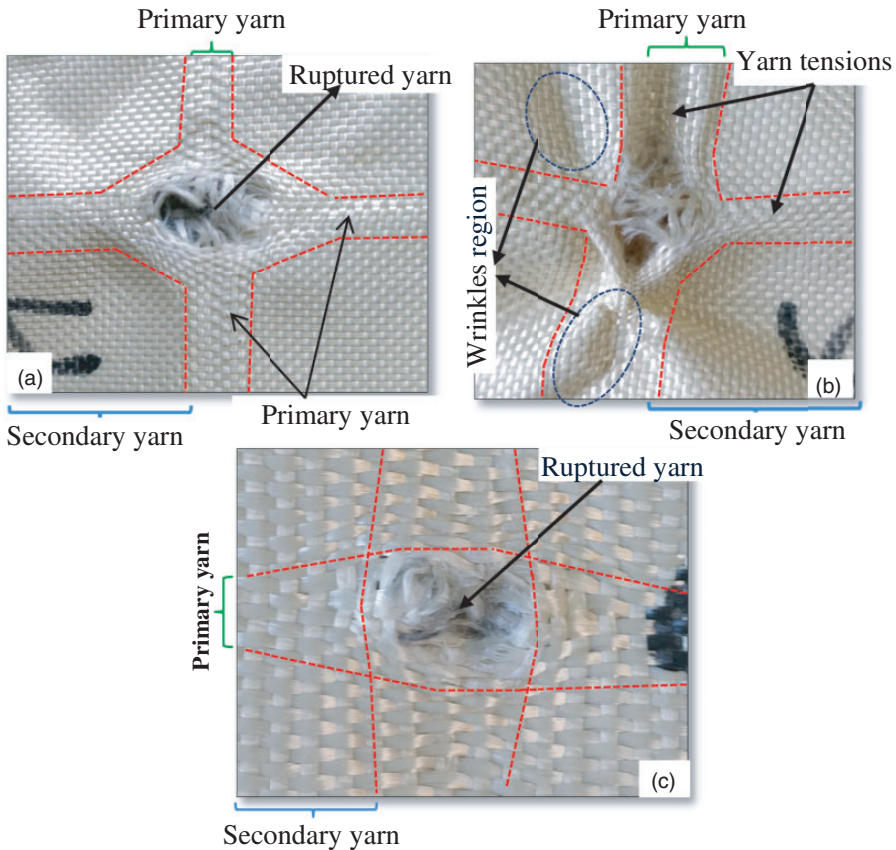 Primary yarn
Ruptured yarn
(a)
Primary yarn
Secondary yarn
Primary yarn
Yarn tensions
Wrinkles region
(b)
Secondary yarn
Ruptured yarn
Primary yarn
(c)
Secondary yarn